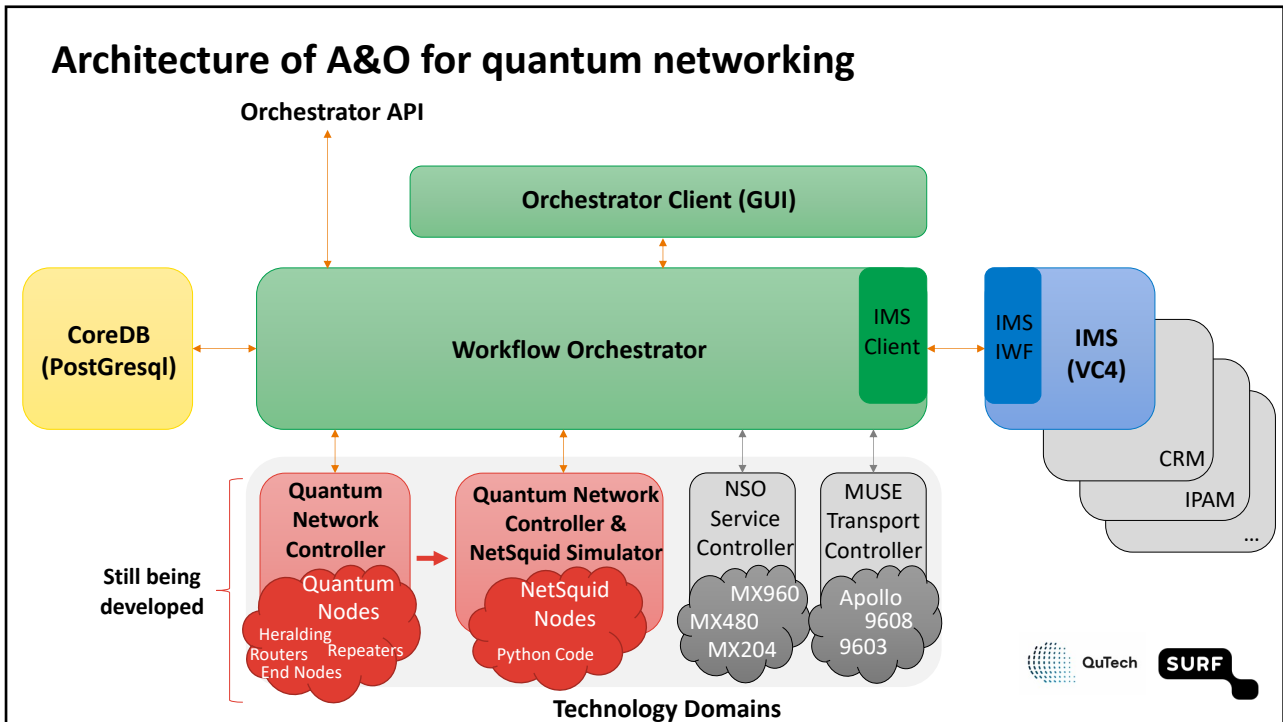 Architecture of A&O for quantum networking
Orchestrator API
Orchestrator Client (GUI)
CoreDB
(PostGresql)
Workflow Orchestrator
IMS
Client
IMS
IWF
IMS
(VC4)
CRM
IPAM
...
Still being
developed
Quantum
Network
Controller
Quantum
Nodes
Heralding
Routers
Repeaters
End Nodes
Quantum Network
Controller &
NetSquid Simulator
NetSquid
Nodes
Python Code
NSO
Service
Controller
MX960
MX480
MX204
MUSE
Transport
Controller
Apollo
9608
9603
Technology Domains
QuTech
SURF